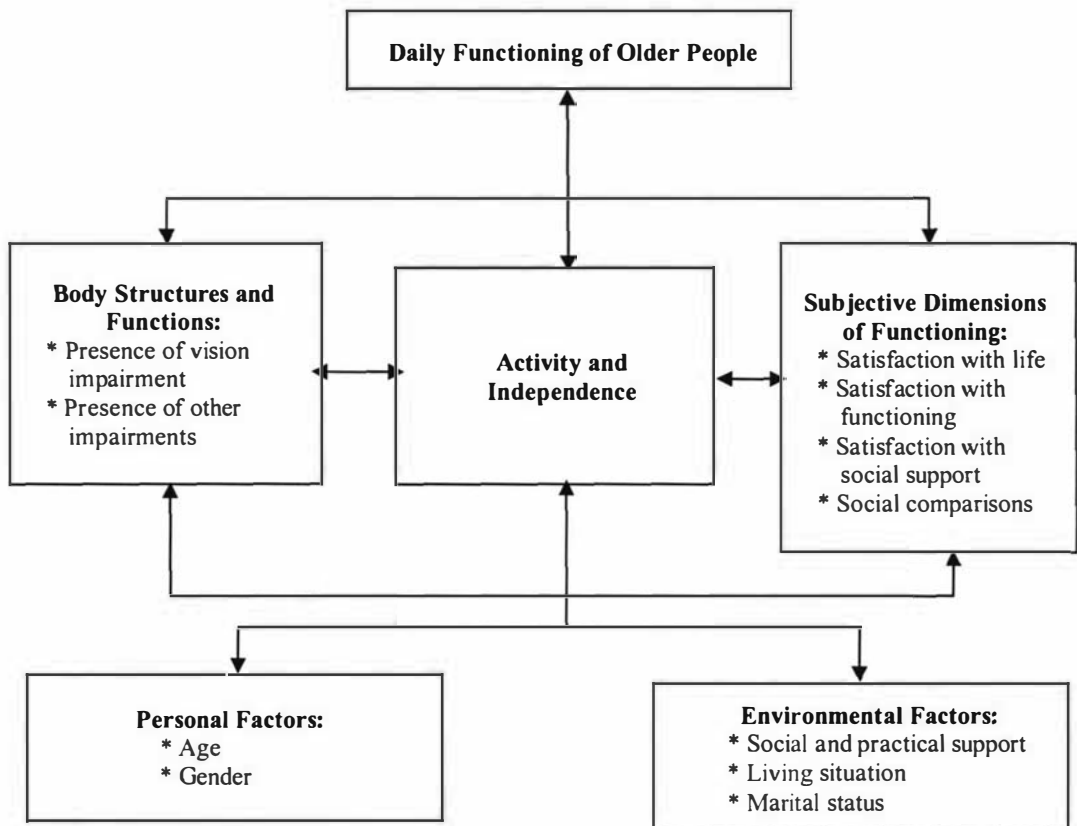 Daily Functioning of Older People
Body Structures and
Functions:
* Presence of vision
impairment
* Presence of other
impairments
Activity and
Independence
Subjective Dimensions
of Functioning:
* Satisfaction with life
* Satisfaction with
functioning
* Satisfaction with
social support
* Social comparisons
Personal Factors:
* Age
* Gender
Environmental Factors:
* Social and practical support
* Living situation
* Marital status